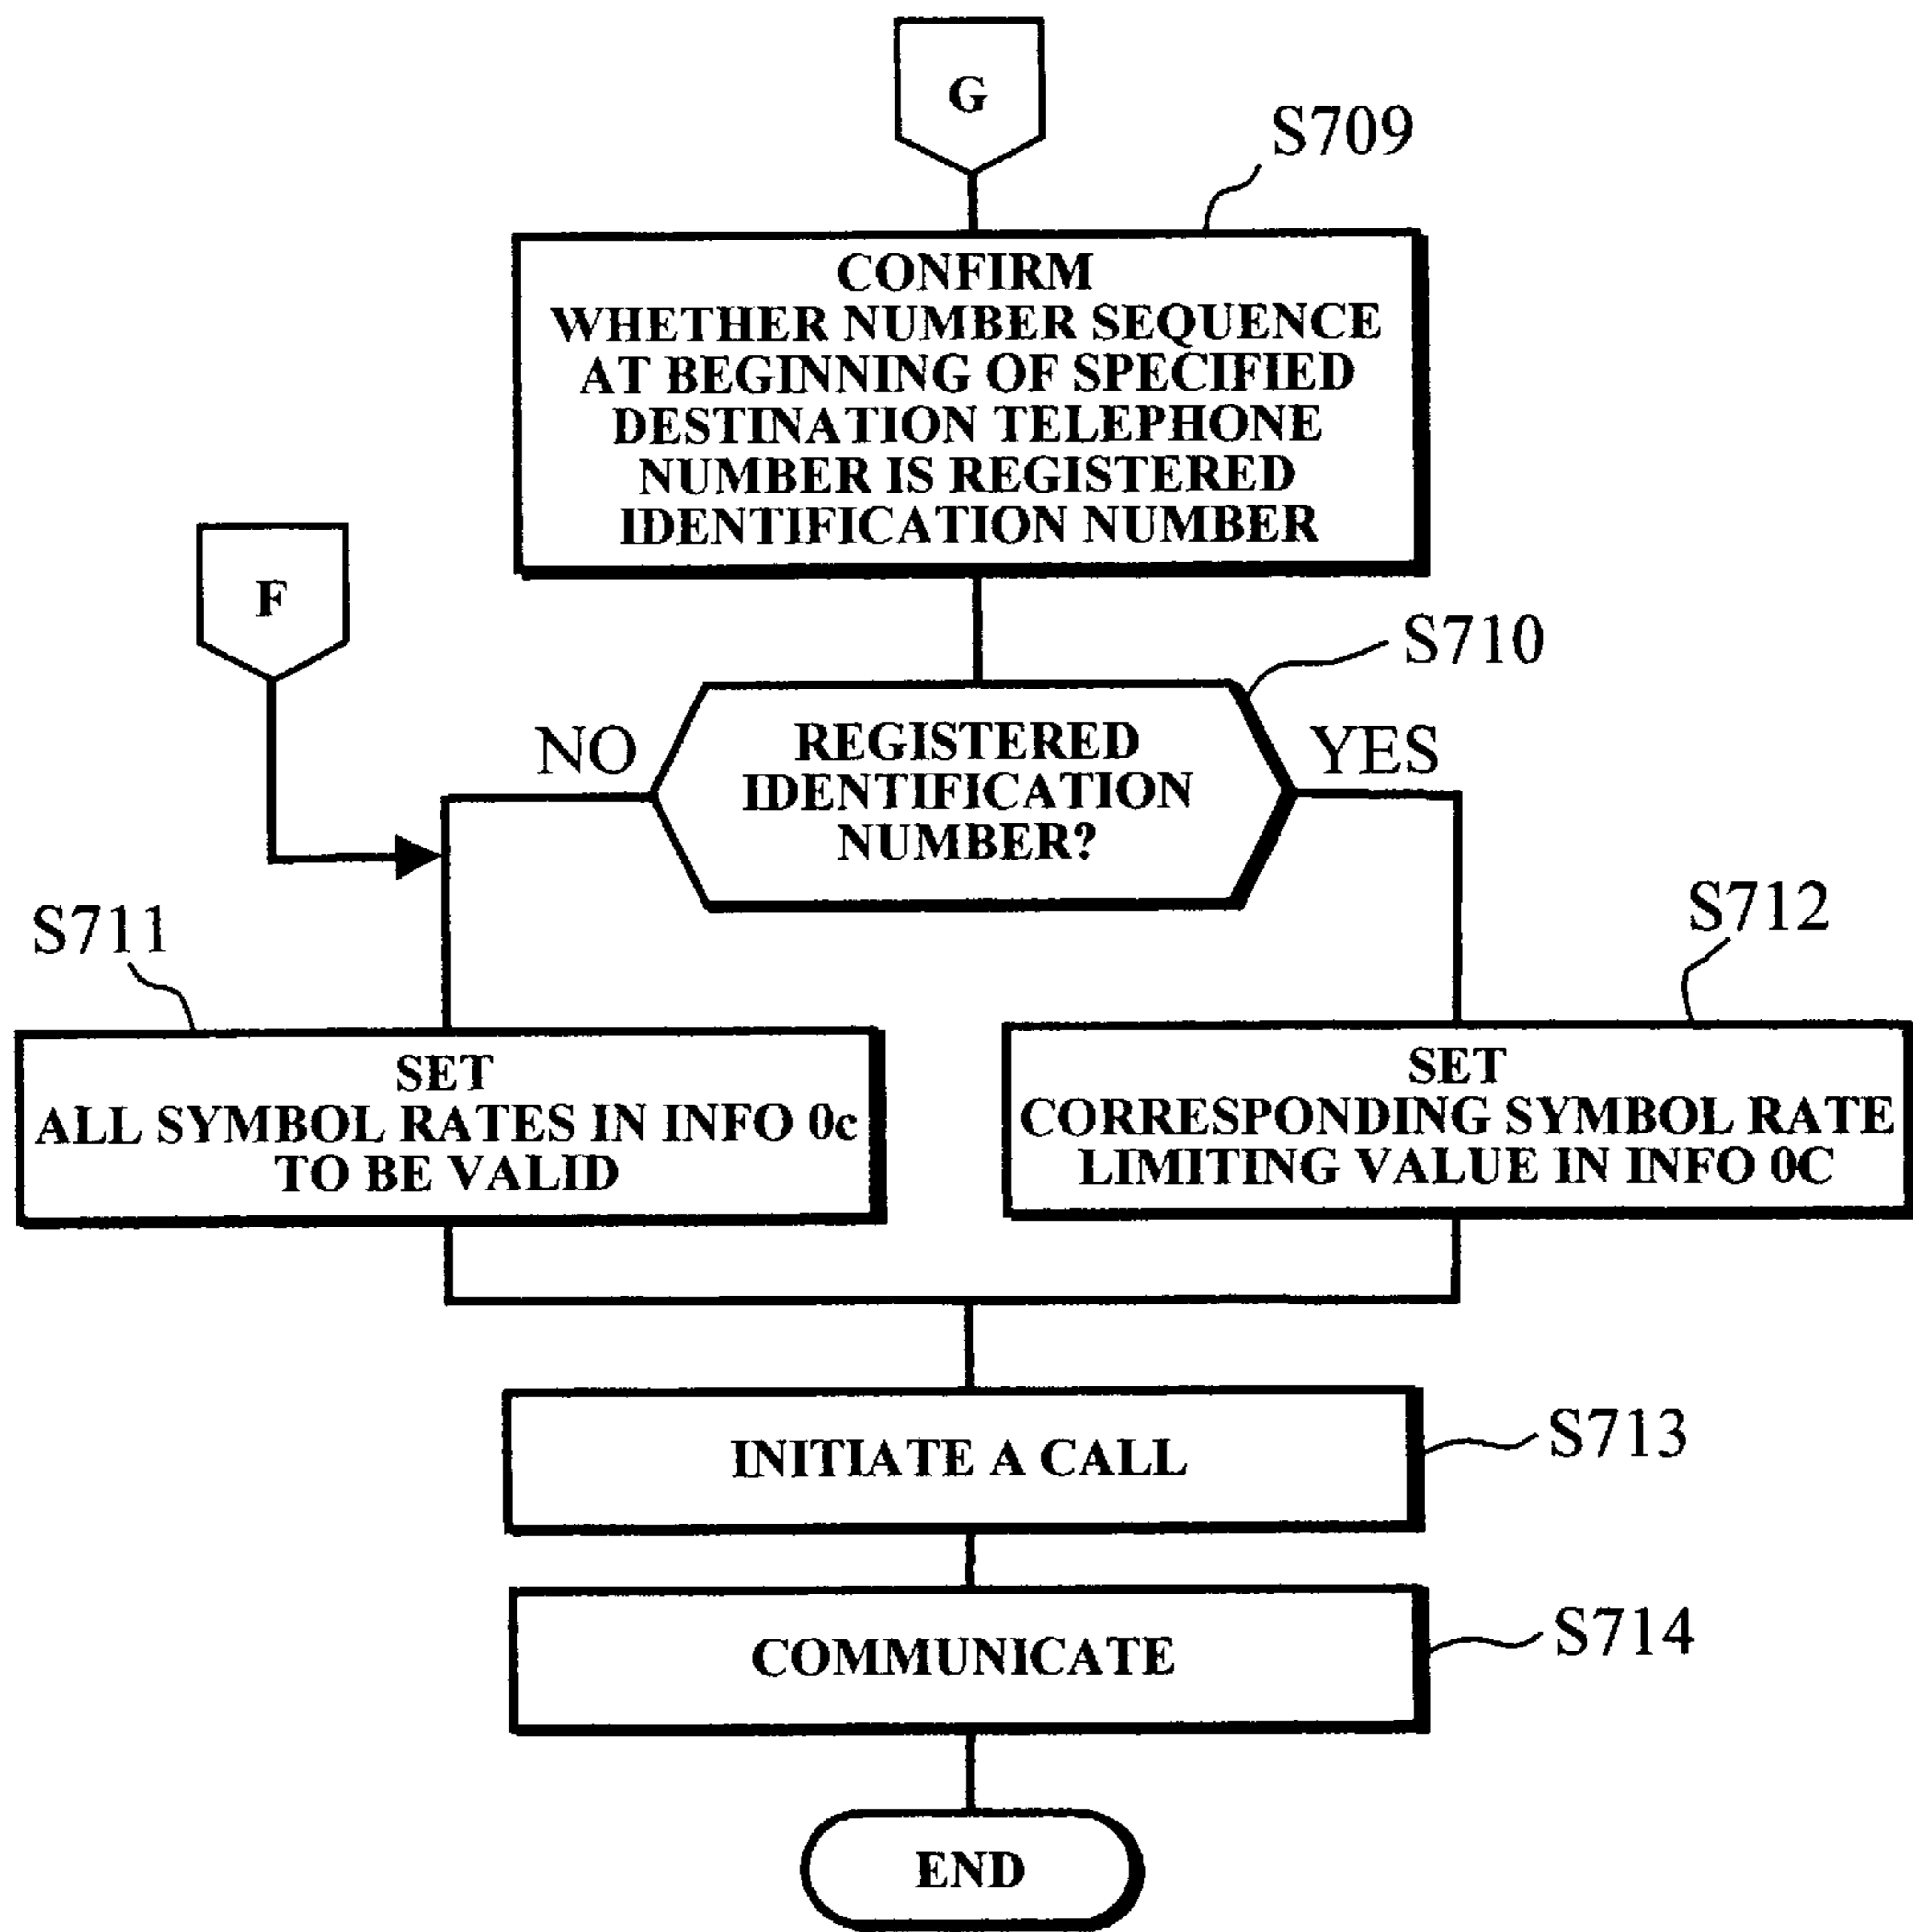 G
S709
CONFIRM
WHETHER NUMBER SEQUENCE
AT BEGINNING OF SPECIFIED
DESTINATION TELEPHONE
NUMBER IS REGISTERED
IDENTIFICATION NUMBER
F
S710
NO
REGISTERED
IDENTIFICATION
NUMBER?
YES
S711
SET
ALL SYMBOL RATES IN INFO 0c
TO BE VALID
S712
SET
CORRESPONDING SYMBOL RATE
LIMITING VALUE IN INFO 0C
INITIATE A CALL
S713
COMMUNICATE
S714
END